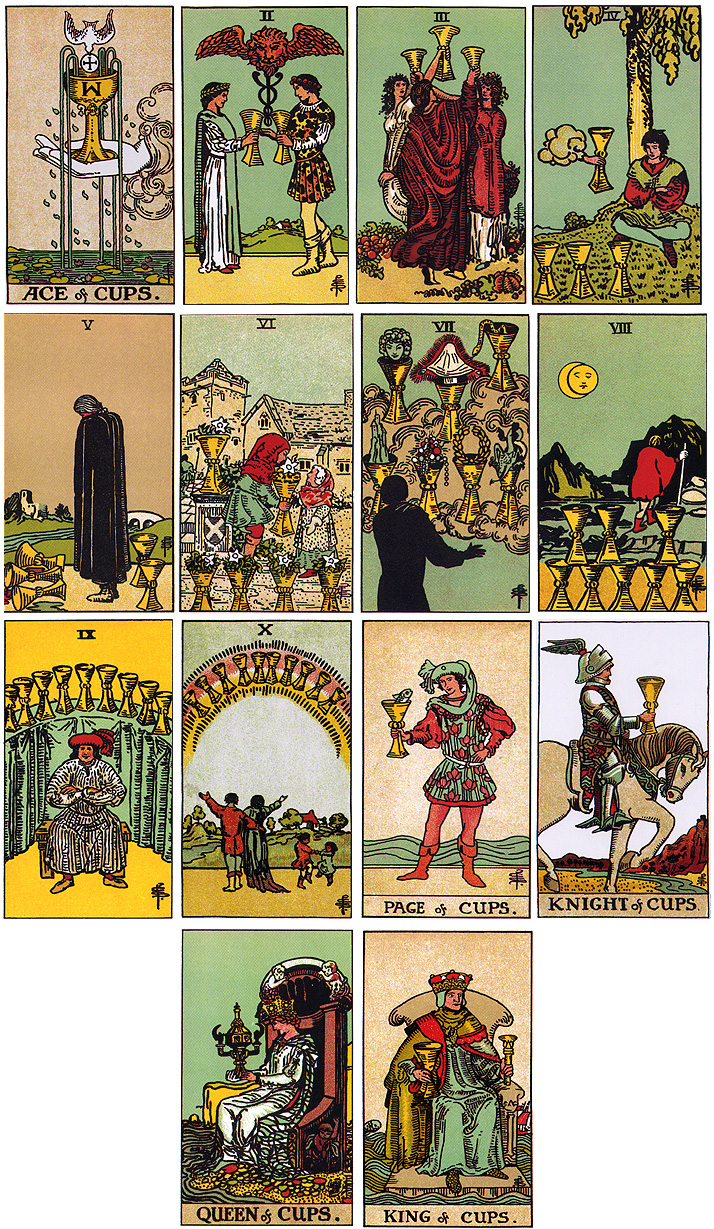 W
ACE of CUPS.
II
III
IV
V
VI
VII
VIII
IX
X
PAGE of CUPS.
KNIGHT of CUPS.
QUEEN of CUPS.
KING of CUPS.